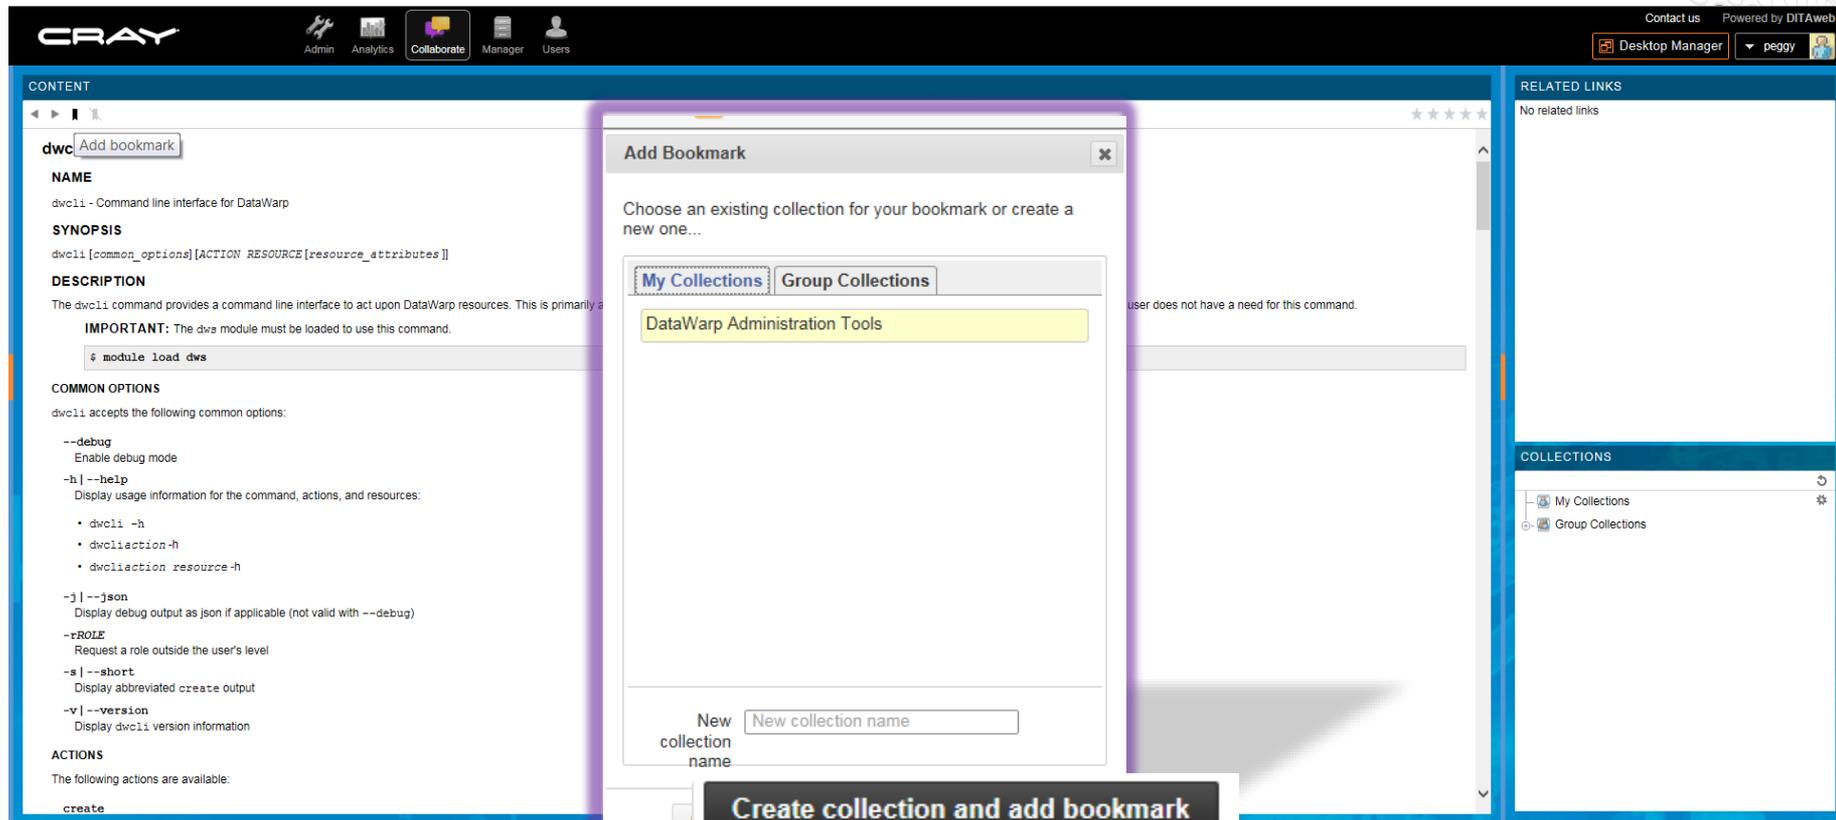 CRAY
Admin
Analytics
Collaborate
Manager
Users
Contact us
Powered by DITAweb
Desktop Manager
peggy
CONTENT
Add bookmark
dwc
NAME
dwcli - Command line interface for DataWarp
SYNOPSIS
dwcli [common_options] [ACTION RESOURCE [resource_attributes ]]
DESCRIPTION
The dwcli command provides a command line interface to act upon DataWarp resources. This is primarily a
user does not have a need for this command.
IMPORTANT: The dws module must be loaded to use this command.
$ module load dws
COMMON OPTIONS
dwcli accepts the following common options:
--debug
Enable debug mode
-h|--help
Display usage information for the command, actions, and resources:
• dwcli -h
• dwcliaction -h
• dwcliaction resource -h
-j|--json
Display debug output as json if applicable (not valid with --debug)
-rROLE
Request a role outside the user's level
-s|--short
Display abbreviated create output
-v|--version
Display dwcli version information
ACTIONS
The following actions are available:
create
Add Bookmark
Choose an existing collection for your bookmark or create a
new one...
My Collections
Group Collections
DataWarp Administration Tools
New
collection
name
New collection name
Create collection and add bookmark
RELATED LINKS
No related links
COLLECTIONS
My Collections
Group Collections